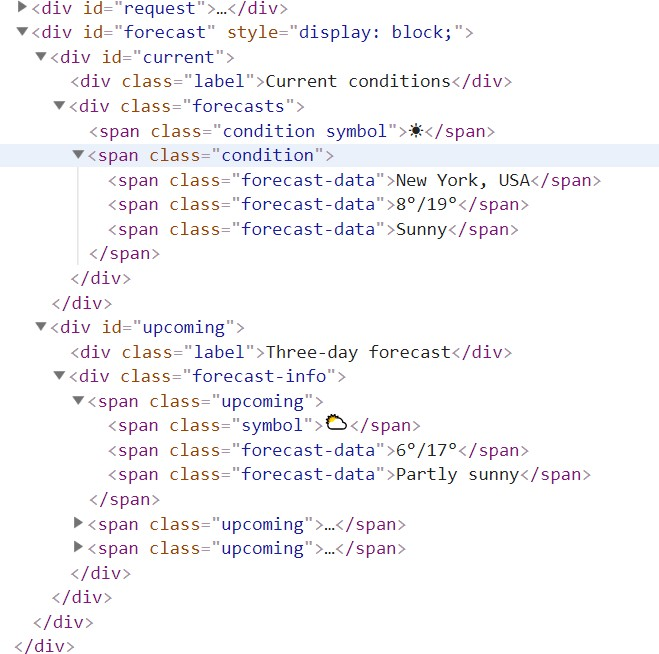 ▶<div id="request">…</div>
▼<div id="forecast" style="display: block;">
▼<div id="current">
<div class="label">Current conditions</div>
▼<div class="forecasts">
<span class="condition symbol">☀</span>
▼<span class="condition">
<span class="forecast-data">New York, USA</span>
<span class="forecast-data">8°/19°</span>
<span class="forecast-data">Sunny</span>
</span>
</div>
</div>
▼<div id="upcoming">
<div class="label">Three-day forecast</div>
▼<div class="forecast-info">
▼<span class="upcoming">
<span class="symbol">⛅</span>
<span class="forecast-data">6°/17°</span>
<span class="forecast-data">Partly sunny</span>
</span>
▶<span class="upcoming">…</span>
▶<span class="upcoming">…</span>
</div>
</div>
</div>
</div>